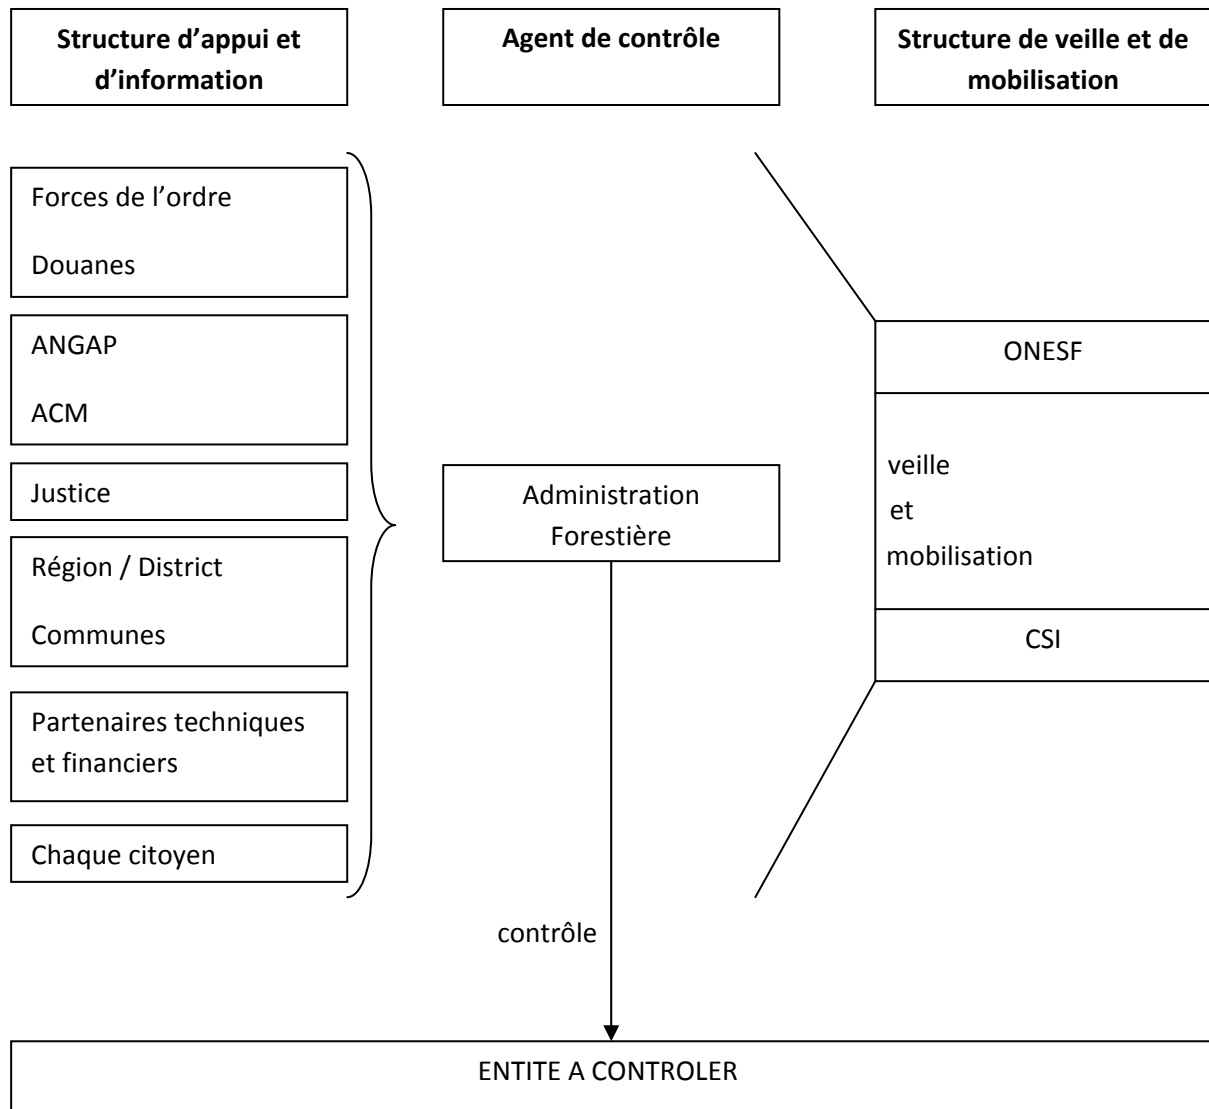 Structure d’appui et
d’information
Agent de contrôle
Structure de veille et de
mobilisation
Forces de l’ordre
Douanes
ANGAP
ACM
Justice
Région / District
Communes
Partenaires techniques
et financiers
Chaque citoyen
Administration
Forestière
contrôle
ONESF
veille
et
mobilisation
CSI
ENTITE A CONTROLER